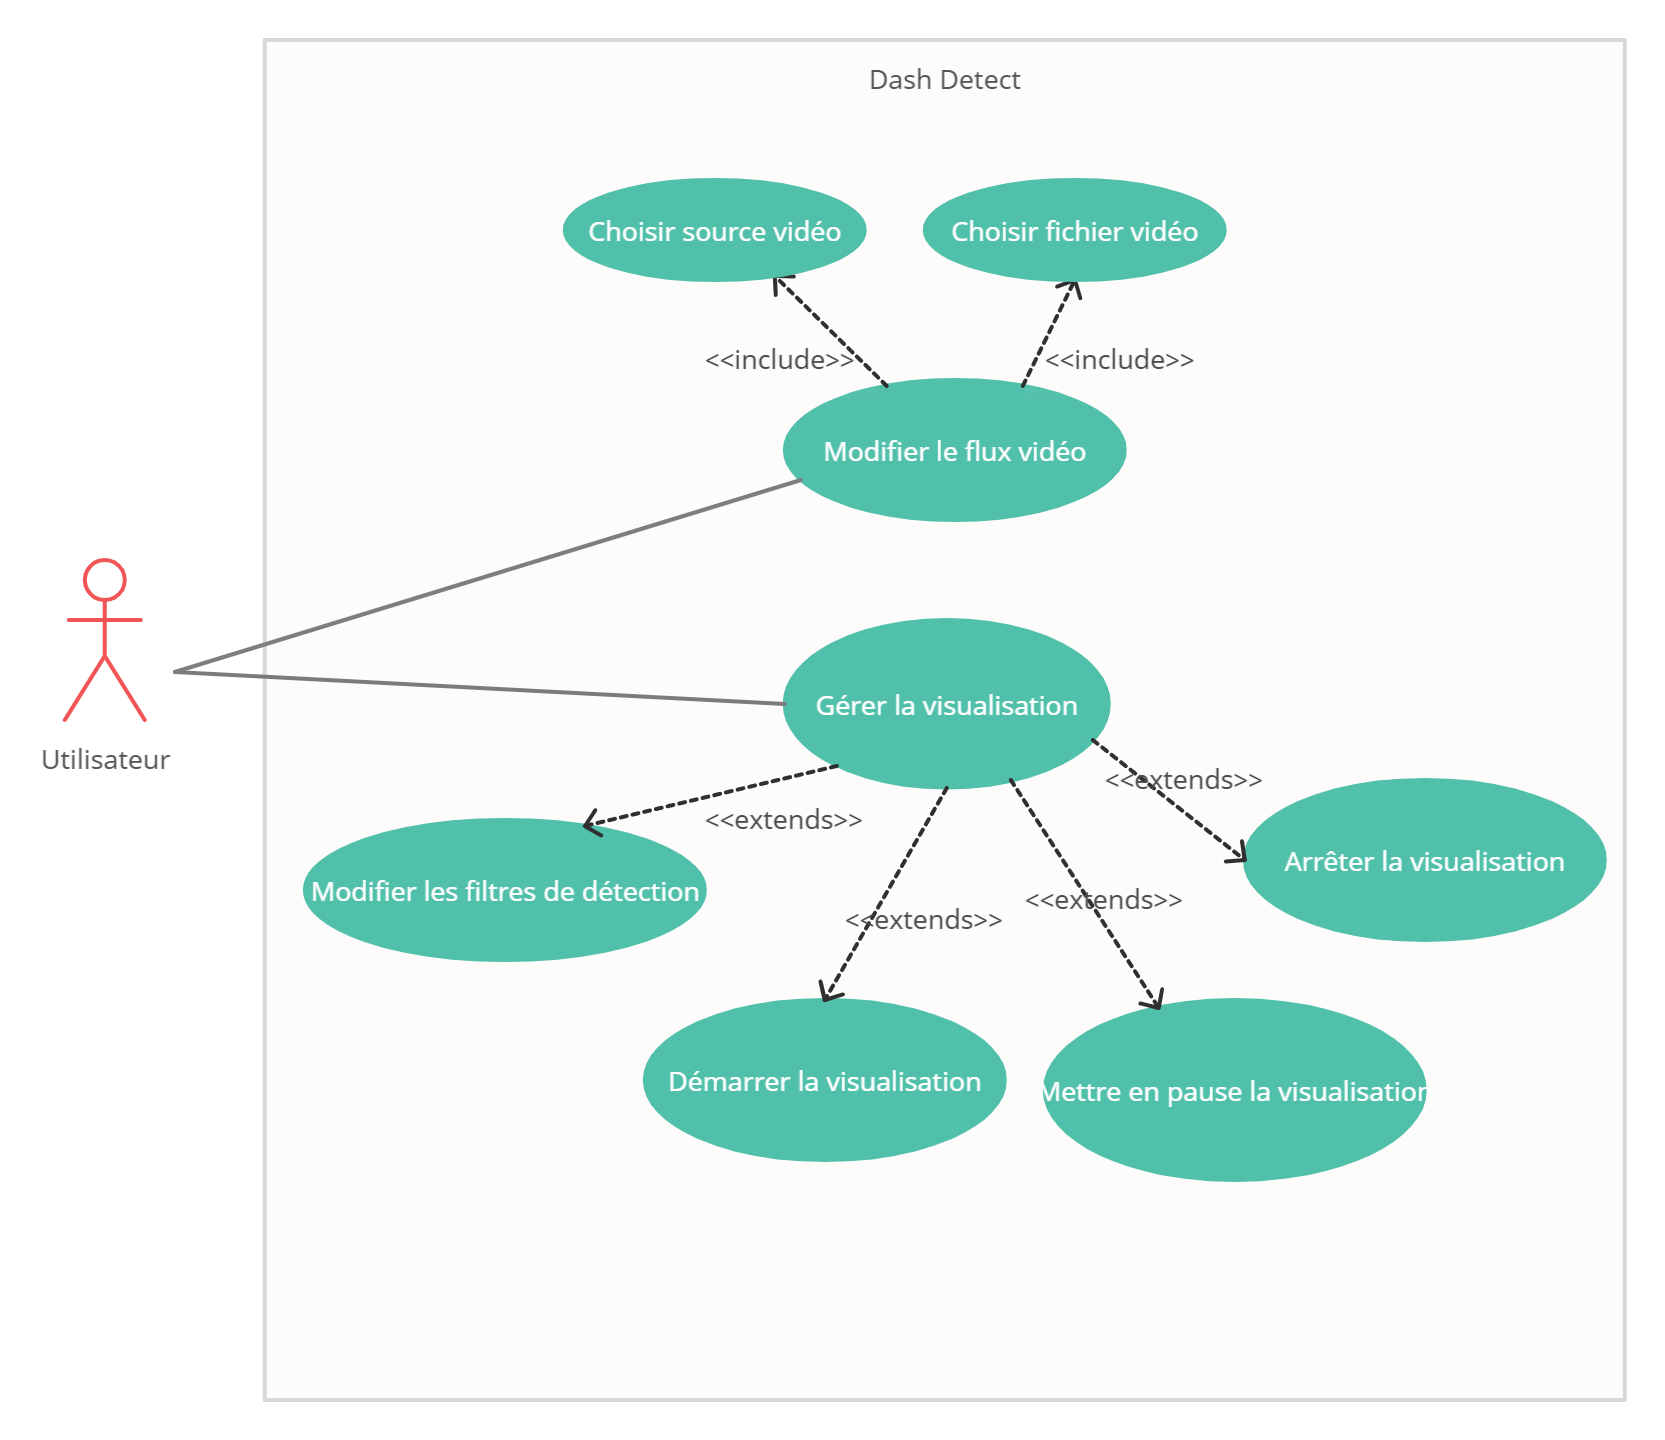 Dash Detect
Choisir source vidéo
Choisir fichier vidéo
<<include>>
<<include>>
Modifier le flux vidéo
Gérer la visualisation
Utilisateur
<<extends>>
<<extends>>
Arrêter la visualisation
Modifier les filtres de détection
<<extends>>
<<extends>>
Démarrer la visualisation
Mettre en pause la visualisation